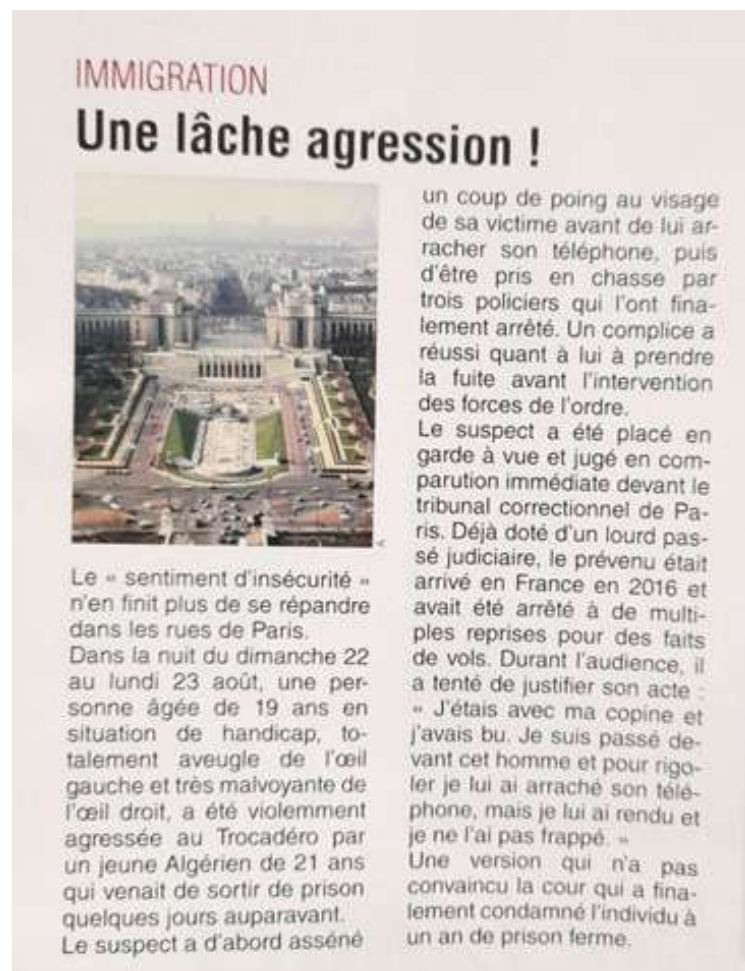 IMMIGRATION
Une lâche agression !
Le « sentiment d'insécurité »
n'en finit plus de se répandre
dans les rues de Paris.
Dans la nuit du dimanche 22
au lundi 23 août, une per-
sonne âgée de 19 ans en
situation de handicap, to-
talement aveugle de l'œil
gauche et très malvoyante de
l'œil droit, a été violemment
agressée au Trocadéro par
un jeune Algérien de 21 ans
qui venait de sortir de prison
quelques jours auparavant.
Le suspect a d'abord asséné
un coup de poing au visage
de sa victime avant de lui ar-
racher son téléphone, puis
d'être pris en chasse par
trois policiers qui l'ont fina-
lement arrêté. Un complice a
réussi quant à lui à prendre
la fuite avant l'intervention
des forces de l'ordre.
Le suspect a été placé en
garde à vue et jugé en com-
parution immédiate devant le
tribunal correctionnel de Pa-
ris. Déjà doté d'un lourd pas-
sé judiciaire, le prévenu était
arrivé en France en 2016 et
avait été arrêté à de multi-
ples reprises pour des faits
de vols. Durant l'audience, il
a tenté de justifier son acte :
« J'étais avec ma copine et
j'avais bu. Je suis passé de-
vant cet homme et pour rigo-
ler je lui ai arraché son télé-
phone, mais je lui ai rendu et
je ne l'ai pas frappé. »
Une version qui n'a pas
convaincu la cour qui a fina-
lement condamné l'individu à
un an de prison ferme.